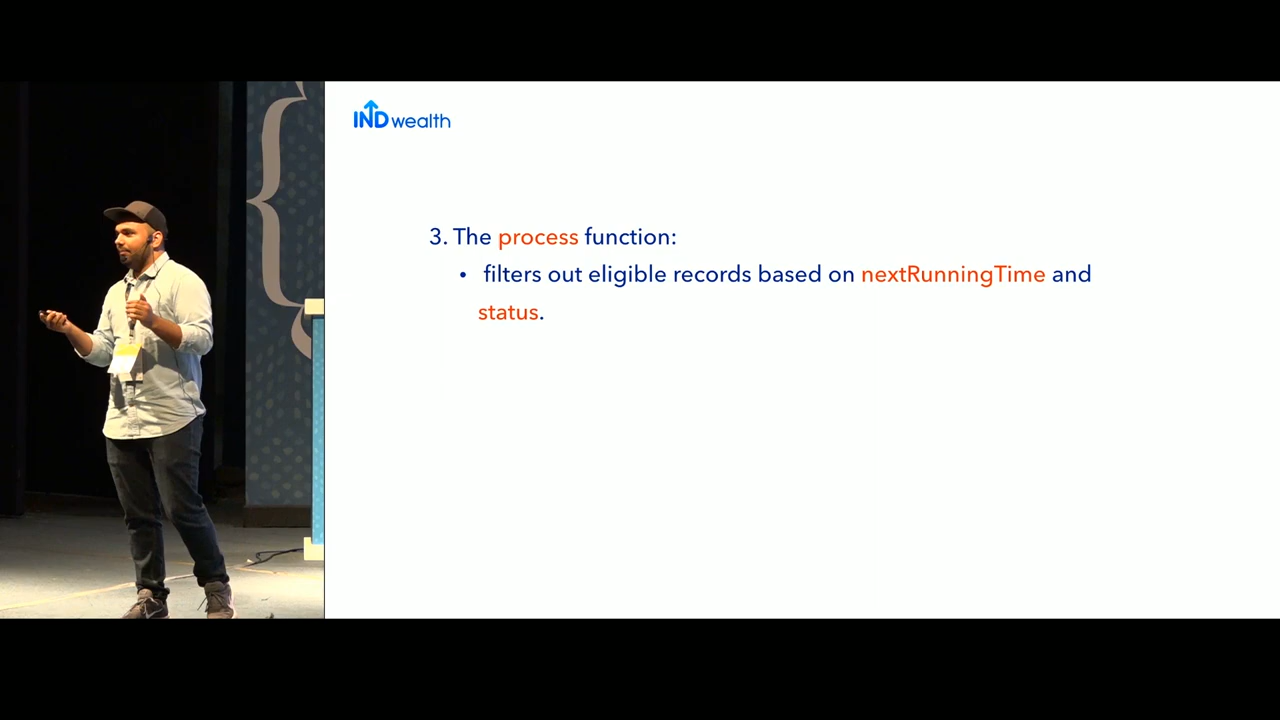 INDwealth
3. The process function:
• filters out eligible records based on nextRunningTime and
status.